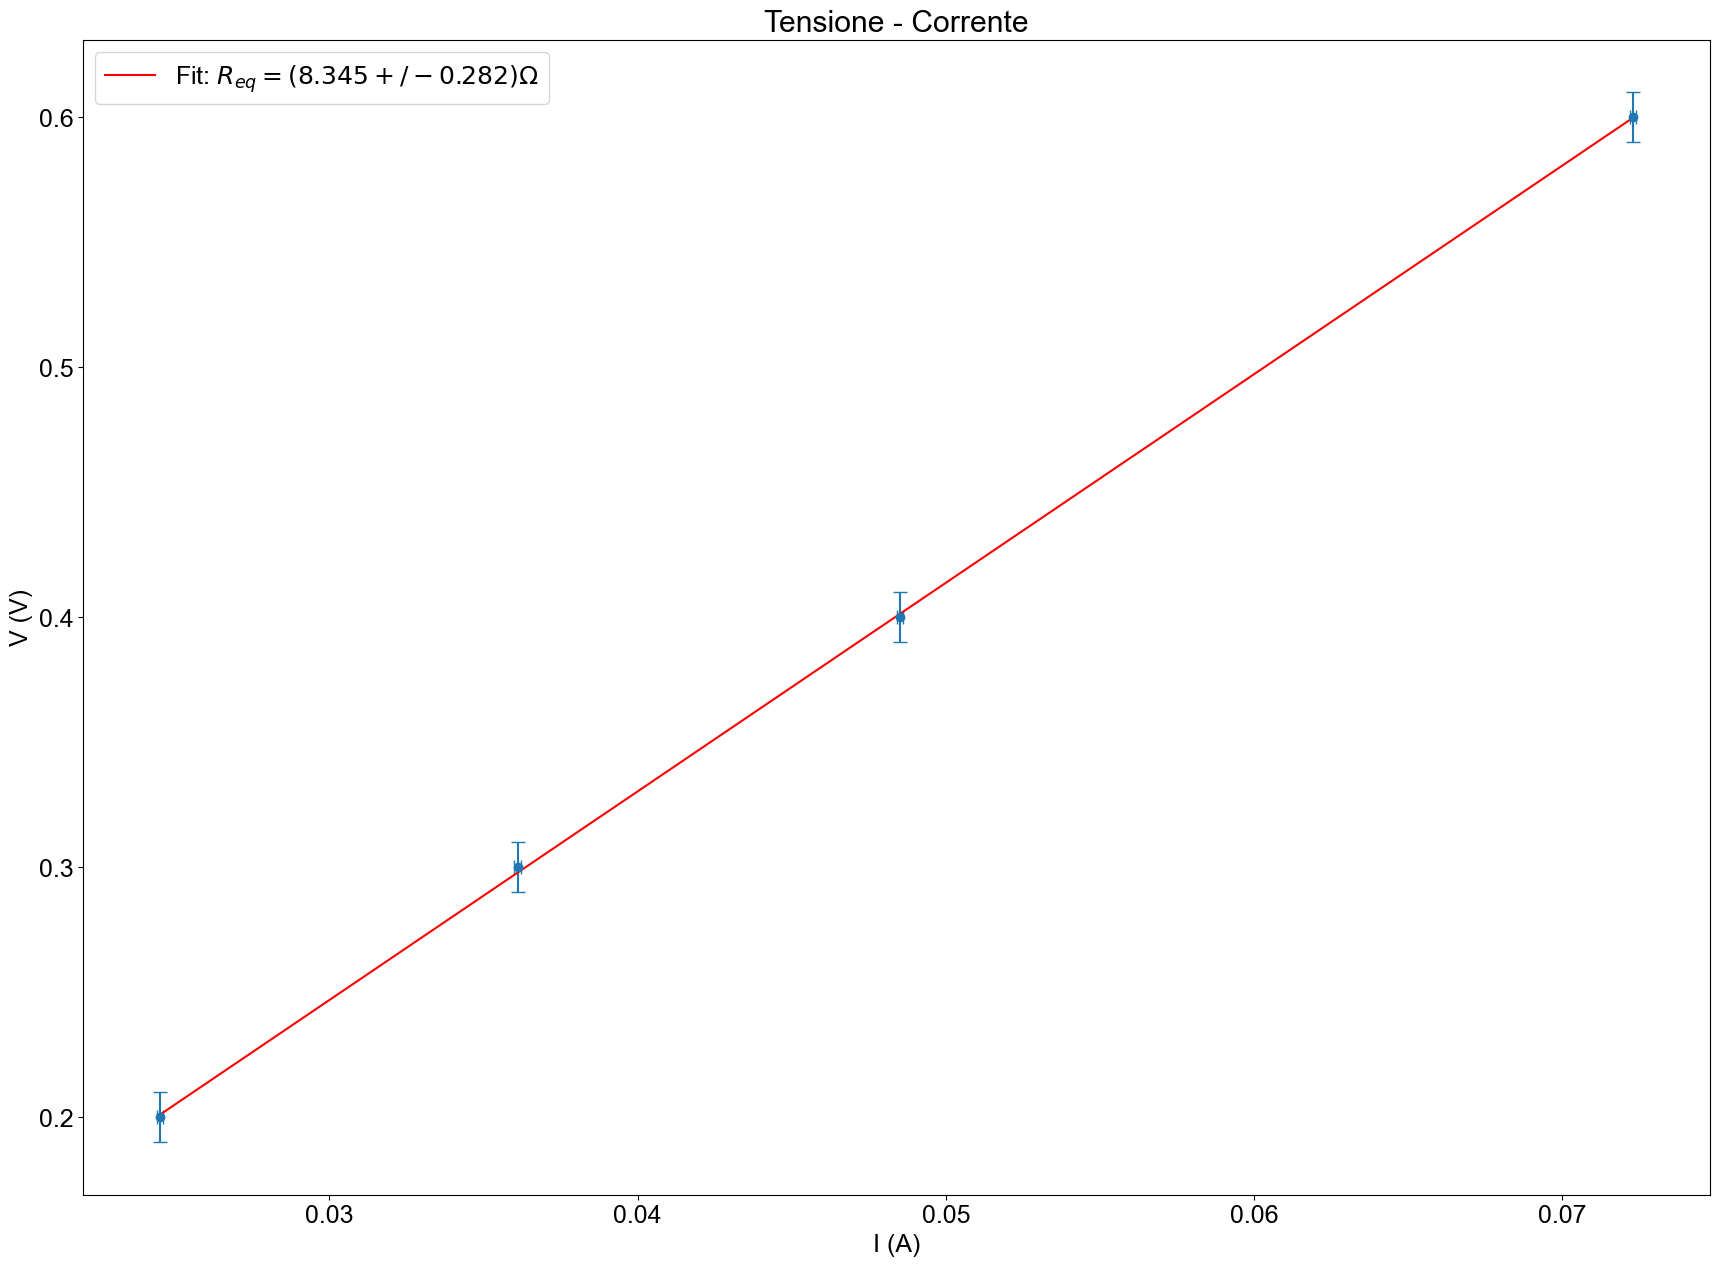 Tensione - Corrente
Fit: R_{eq} = (8.345 + / − 0.282)Ω
0.6
0.5
0.4
0.3
0.2
V (V)
0.03 0.04 0.05 0.06 0.07
I (A)